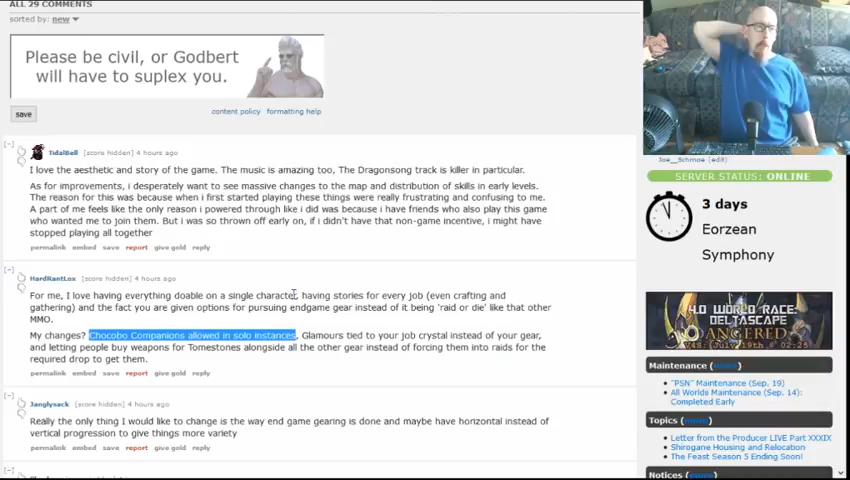 ALL 29 COMMENTS
sorted by: new
Please be civil, or Godbert
will have to suplex you.
save
content policy formatting help
[-]
TidalBell [score hidden] 4 hours ago
I love the aesthetic and story of the game. The music is amazing too, The Dragonsong track is killer in particular.
As for improvements, i desperately want to see massive changes to the map and distribution of skills in early levels.
The reason for this was because when i first started playing these things were really frustrating and confusing to me.
A part of me feels like the only reason i powered through like i did was because i have friends who also play this game
who wanted me to join them. But i was so thrown off early on, if i didn't have that non-game incentive, i might have
stopped playing all together
permalink embed save report give gold reply
[-]
HardRantLox [score hidden] 4 hours ago
For me, I love having everything doable on a single character, having stories for every job (even crafting and
gathering) and the fact you are given options for pursuing endgame gear instead of it being 'raid or die' like that other
MMO.
My changes? Chocobo Companions allowed in solo instances, Glamours tied to your job crystal instead of your gear,
and letting people buy weapons for Tomestones alongside all the other gear instead of forcing them into raids for the
required drop to get them.
permalink embed save report give gold reply
[-]
Janglysack [score hidden] 4 hours ago
Really the only thing I would like to change is the way end game gearing is done and maybe have horizontal instead of
vertical progression to give things more variety
permalink embed save report give gold reply
[-]
Joe__Schmoe (edit)
SERVER STATUS: ONLINE
3 days
Eorzean
Symphony
4.0 WORLD RACE:
DELTASCAPE
Maintenance (more)
"PSN" Maintenance (Sep. 19)
All Worlds Maintenance (Sep. 14):
Completed Early
Topics (more)
Letter from the Producer LIVE Part XXXIX
Shirogane Housing and Relocation
The Feast Season 5 Ending Soon!
Notices (more)